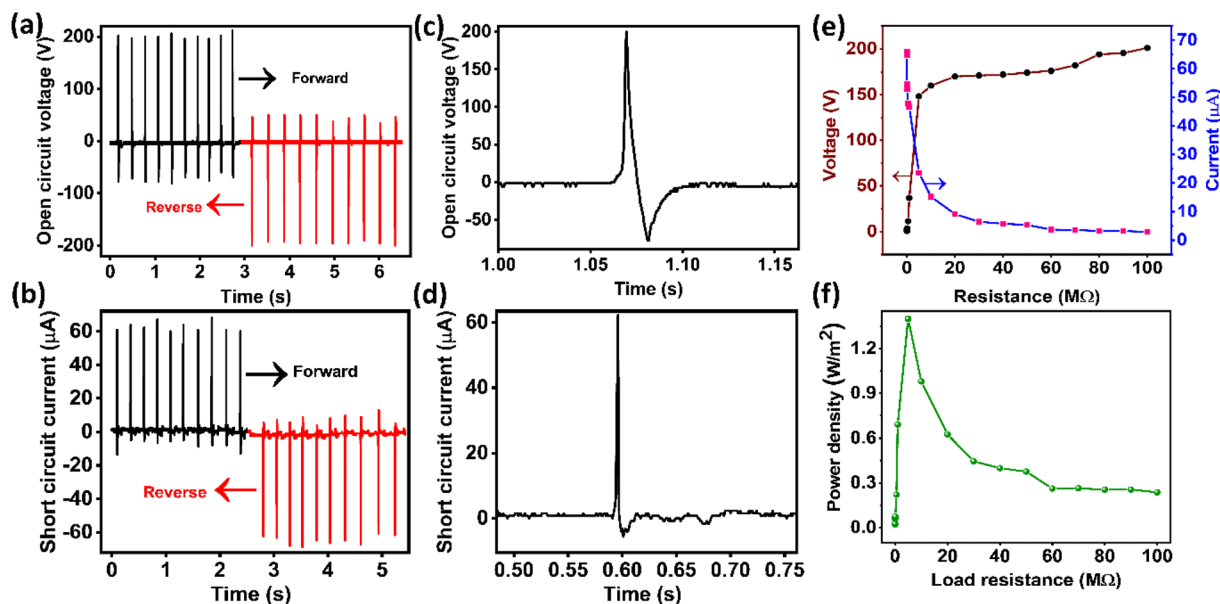 (a)
Open circuit voltage (V)
200
100
0
-100
-200
Forward
Reverse
0 1 2 3 4 5 6
Time (s)
(b)
Short circuit current (μA)
60
40
20
0
-20
-40
-60
Forward
Reverse
0 1 2 3 4 5
Time (s)
(c)
Open circuit voltage (V)
200
150
100
50
0
-50
1.00 1.05 1.10 1.15
Time (s)
(d)
Short circuit current (μA)
60
40
20
0
0.50 0.55 0.60 0.65 0.70 0.75
Time (s)
(e)
Voltage (V)
200
150
100
50
0
70
60
50
40
30
20
10
0
Current (μA)
0 20 40 60 80 100
Resistance (MΩ)
(f)
Power density (W/m²)
1.2
0.9
0.6
0.3
0.0
0 20 40 60 80 100
Load resistance (MΩ)